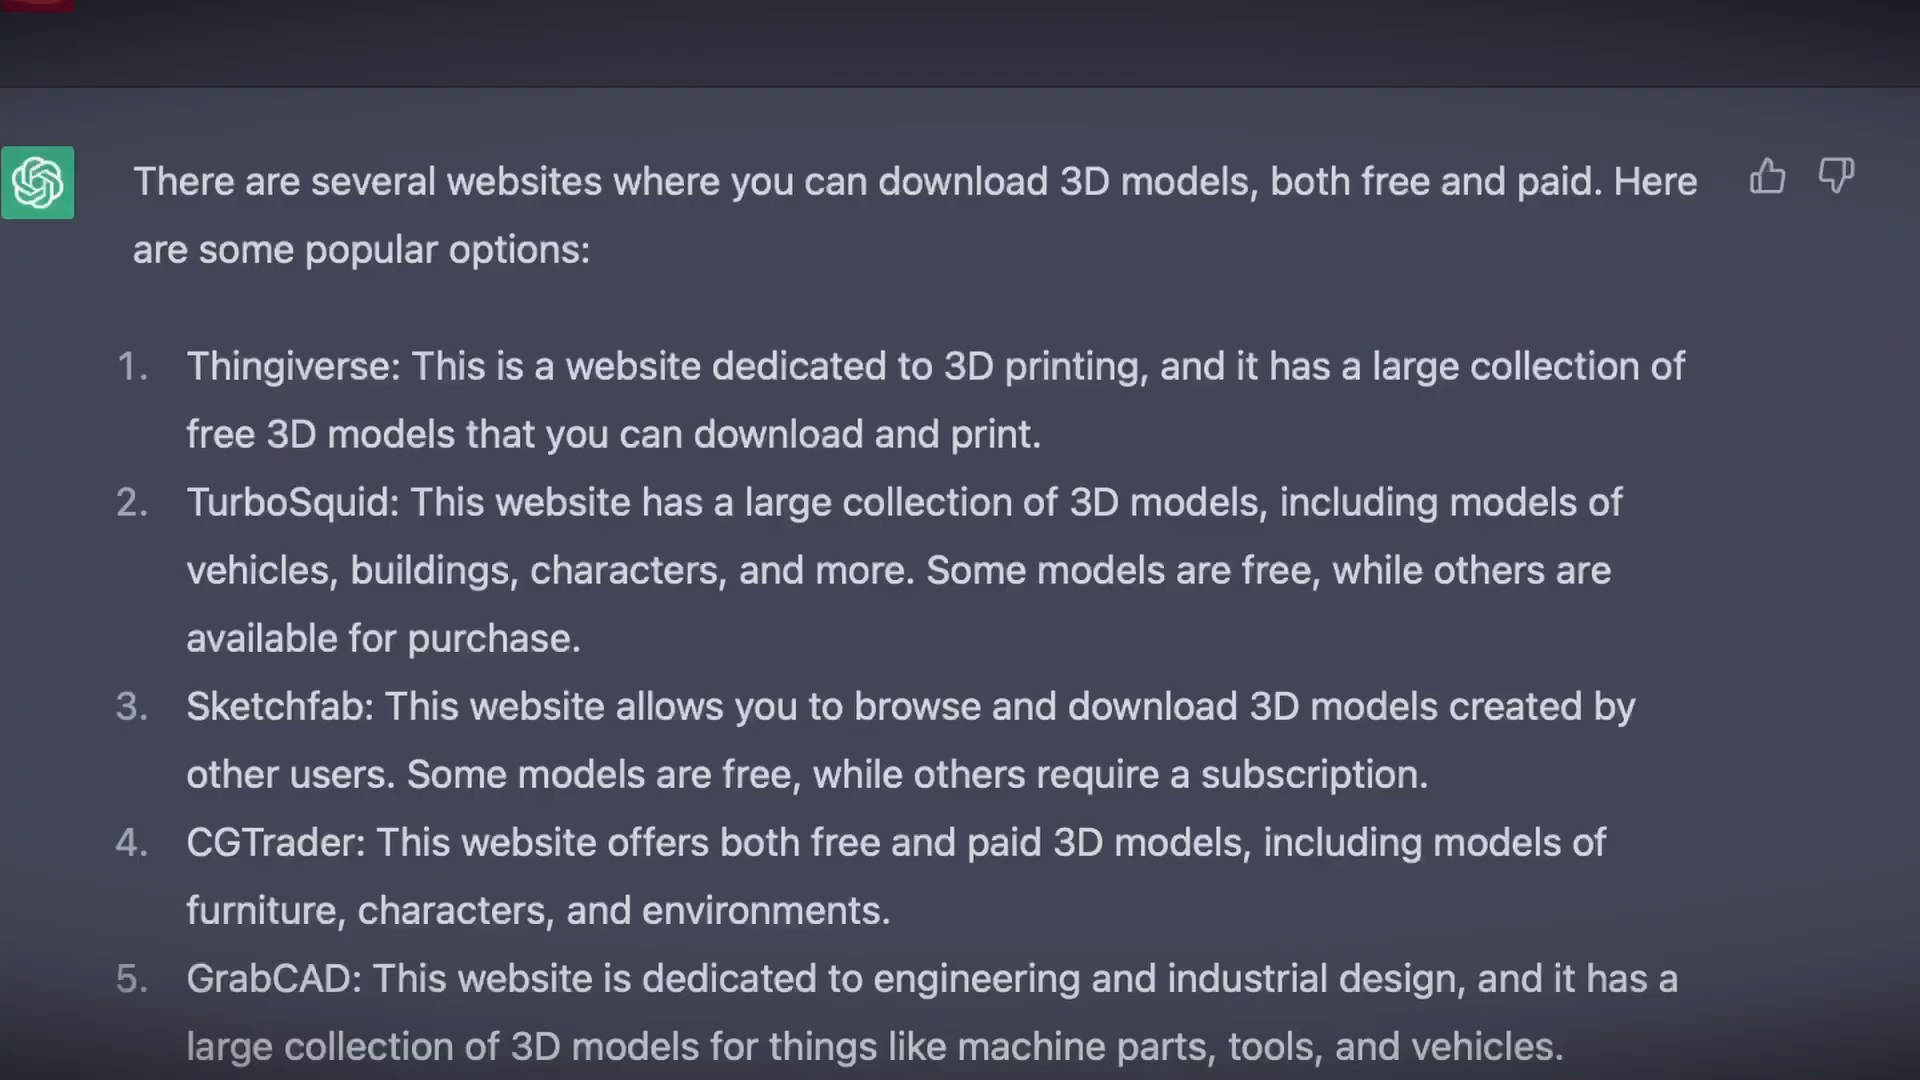 There are several websites where you can download 3D models, both free and paid. Here
are some popular options:
1. Thingiverse: This is a website dedicated to 3D printing, and it has a large collection of
free 3D models that you can download and print.
2. TurboSquid: This website has a large collection of 3D models, including models of
vehicles, buildings, characters, and more. Some models are free, while others are
available for purchase.
3. Sketchfab: This website allows you to browse and download 3D models created by
other users. Some models are free, while others require a subscription.
4. CGTrader: This website offers both free and paid 3D models, including models of
furniture, characters, and environments.
5. GrabCAD: This website is dedicated to engineering and industrial design, and it has a
large collection of 3D models for things like machine parts, tools, and vehicles.